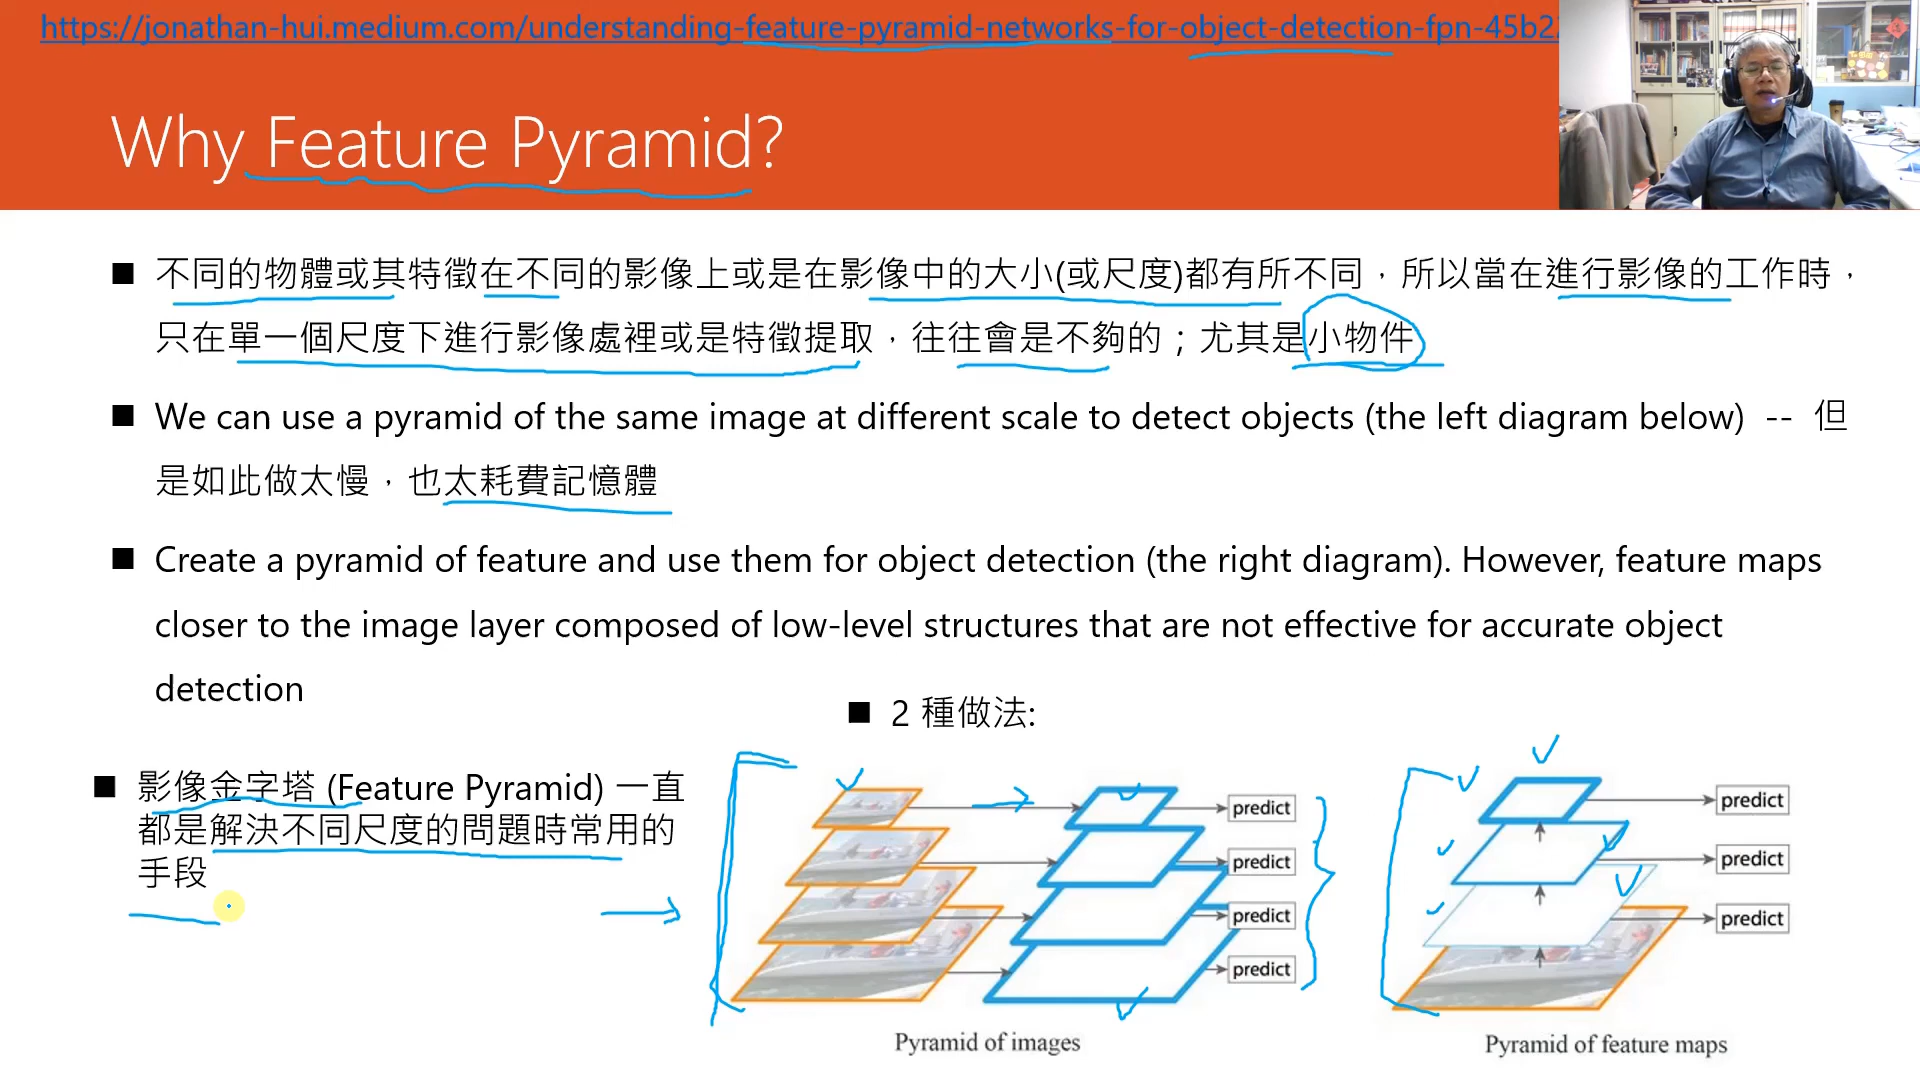 https://jonathan-hui.medium.com/understanding-feature-pyramid-networks-for-object-detection-fpn-45b22
Why Feature Pyramid?
不同的物體或其特徵在不同的影像上或是在影像中的大小(或尺度)都有所不同，所以當在進行影像的工作時，
只在單一個尺度下進行影像處裡或是特徵提取，往往會是不夠的；尤其是小物件
We can use a pyramid of the same image at different scale to detect objects (the left diagram below) -- 但
是如此做太慢，也太耗費記憶體
Create a pyramid of feature and use them for object detection (the right diagram). However, feature maps
closer to the image layer composed of low-level structures that are not effective for accurate object
detection
2 種做法:
影像金字塔 (Feature Pyramid) 一直
都是解決不同尺度的問題時常用的
手段
predict
predict
predict
predict
Pyramid of images
predict
predict
predict
Pyramid of feature maps